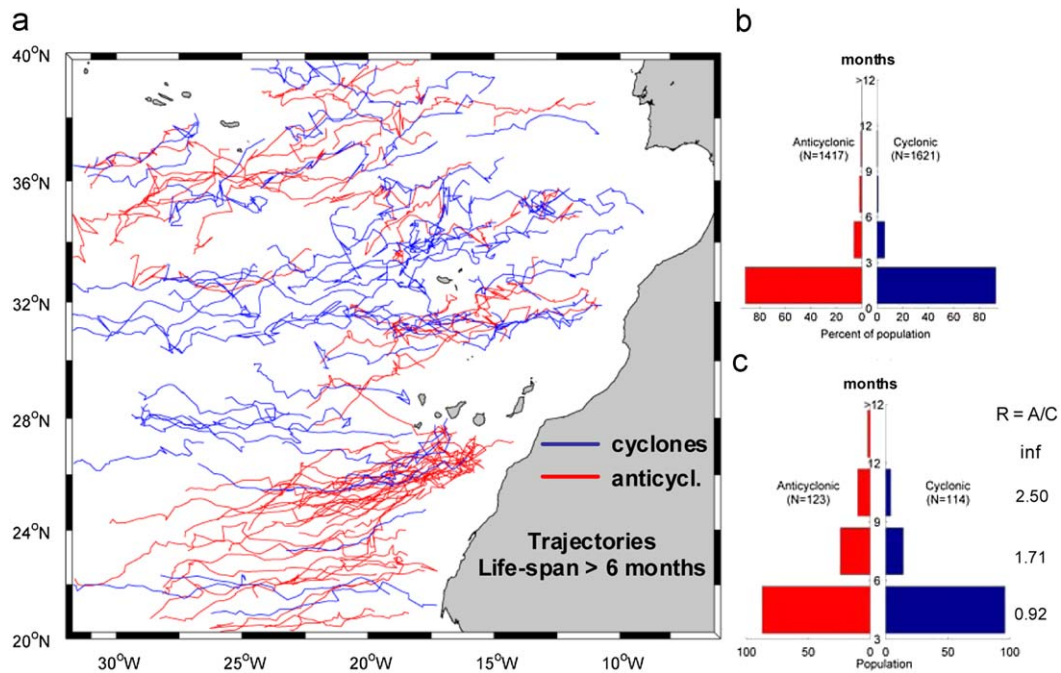 a
40°N
36°N
32°N
28°N
24°N
20°N
30°W
25°W
20°W
15°W
10°W
cyclones
anticycl.
Trajectories
Life-span > 6 months
b
months
>12
12
9
6
3
0
Anticyclonic
(N=1417)
Cyclonic
(N=1621)
80 60 40 20 0 0 20 40 60 80
Percent of population
c
months
>12
12
9
6
3
Anticyclonic
(N=123)
Cyclonic
(N=114)
R = A/C
inf
2.50
1.71
0.92
100 50 0 0 50 100
Population